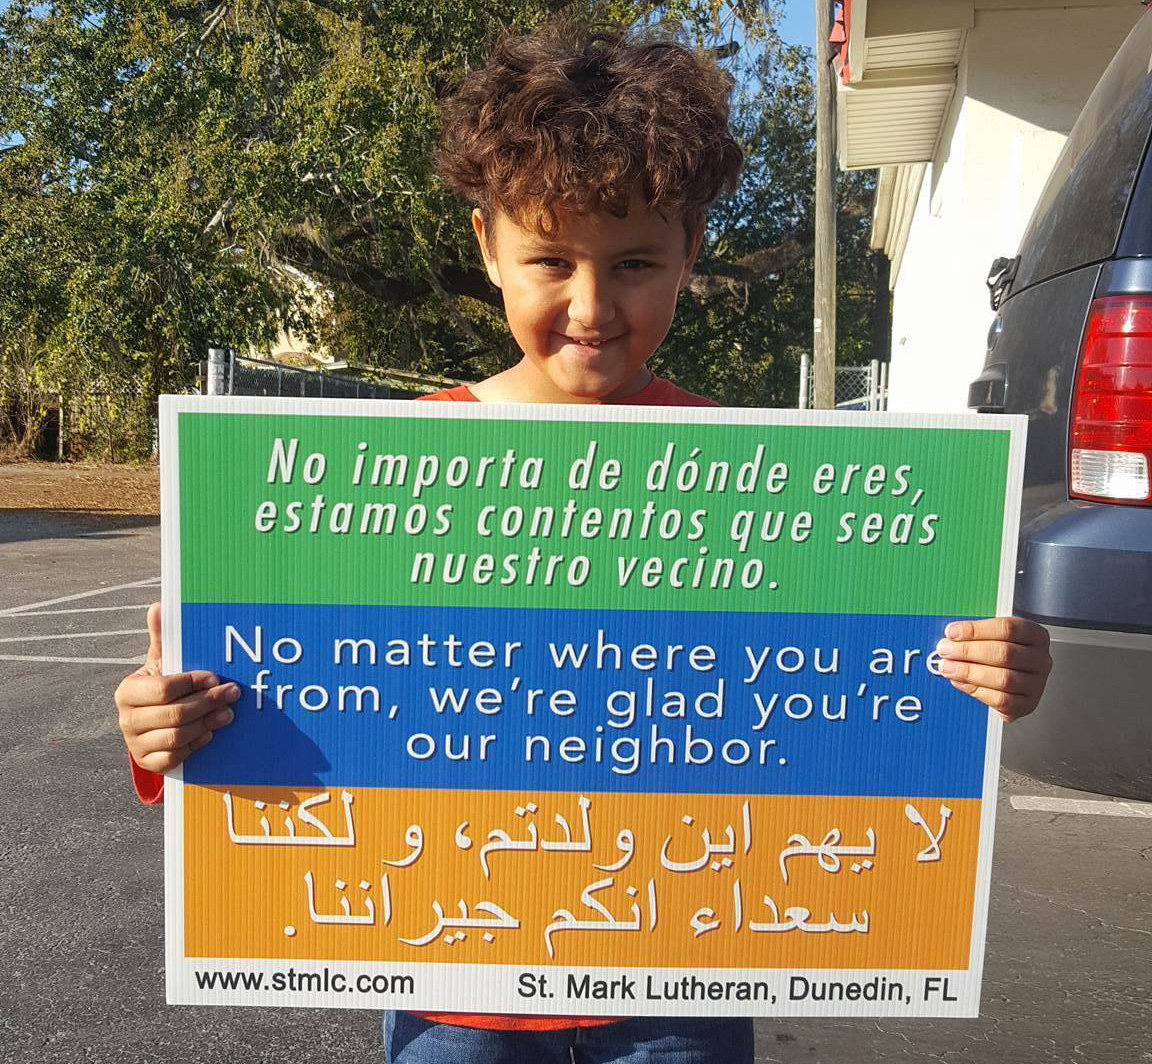 No importa de dónde eres,
estamos contentos que seas
nuestro vecino.
No matter where you are
from, we're glad you're
our neighbor.
لا يهم اين ولدتم، و لكننا
سعداء انكم جيراننا.
www.stmlc.com
St. Mark Lutheran, Dunedin, FL